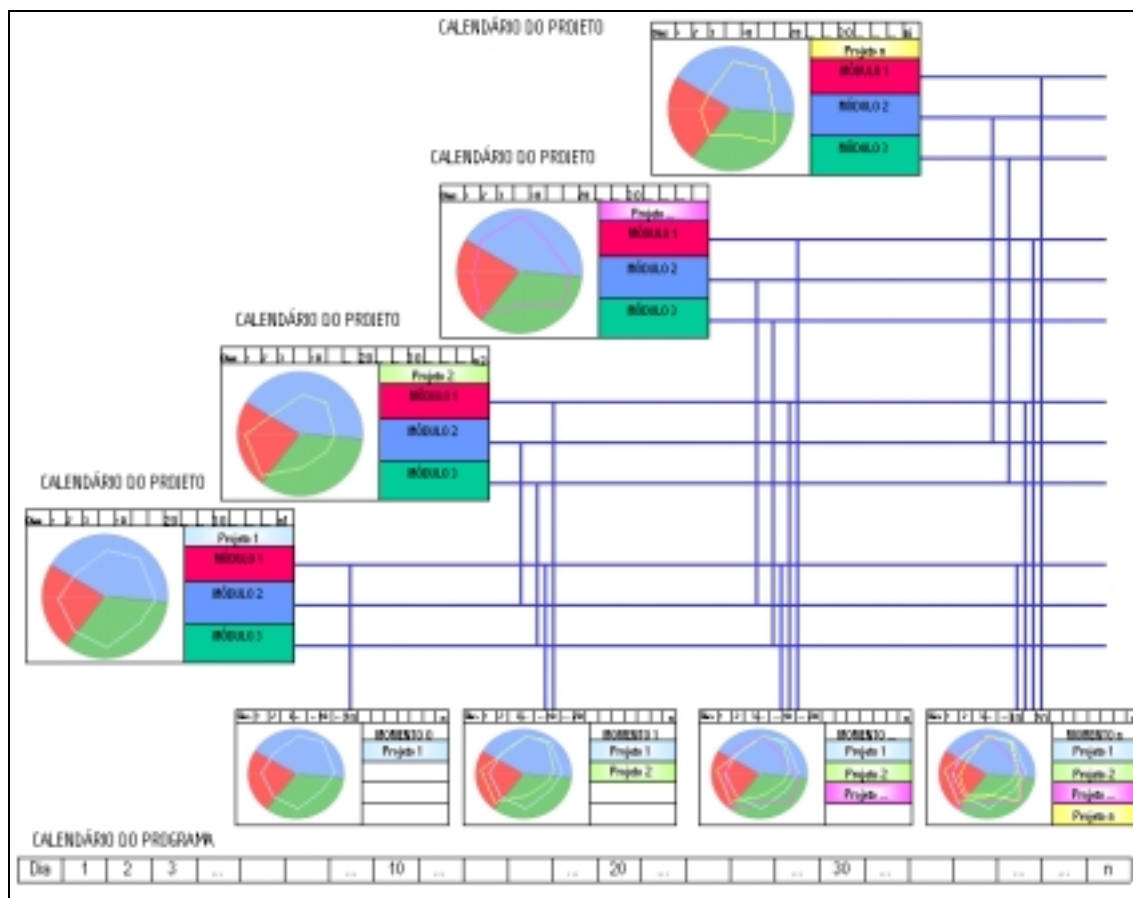 CALENDÁRIO DO PROJETO
Projeto n
MÓDULO 1
MÓDULO 2
MÓDULO 3
CALENDÁRIO DO PROJETO
Projeto ...
MÓDULO 1
MÓDULO 2
MÓDULO 3
CALENDÁRIO DO PROJETO
Projeto 2
MÓDULO 1
MÓDULO 2
MÓDULO 3
CALENDÁRIO DO PROJETO
Projeto 1
MÓDULO 1
MÓDULO 2
MÓDULO 3
MOMENTO 0
Projeto 1
MOMENTO 1
Projeto 1
Projeto 2
MOMENTO ...
Projeto 1
Projeto 2
Projeto ...
MOMENTO n
Projeto 1
Projeto 2
Projeto ...
Projeto n
CALENDÁRIO DO PROGRAMA
Dia 1 2 3 ... ... 10 ... ... 20 ... ... 30 ... ... ... n